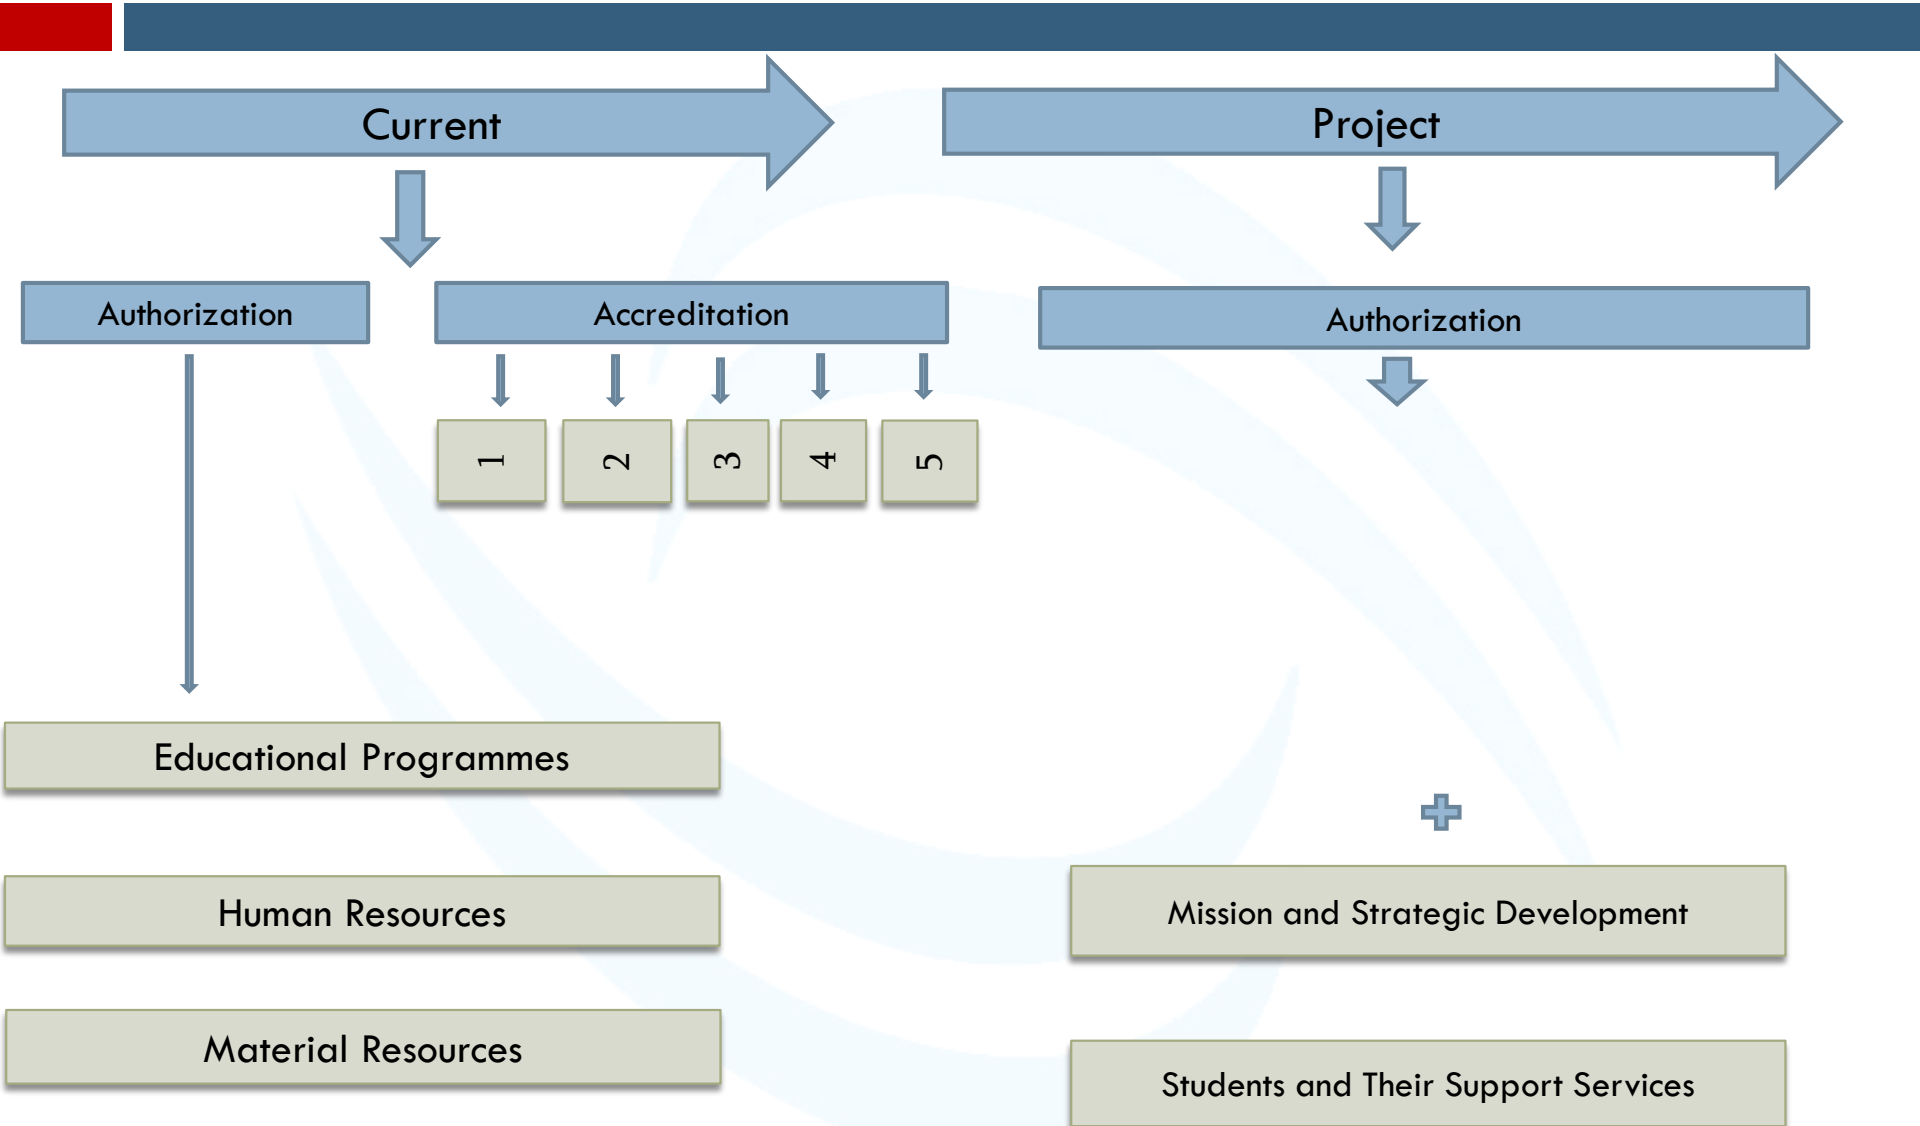 Current
Project
Authorization
Accreditation
Authorization
1
2
3
4
5
Educational Programmes
Human Resources
Mission and Strategic Development
Material Resources
Students and Their Support Services